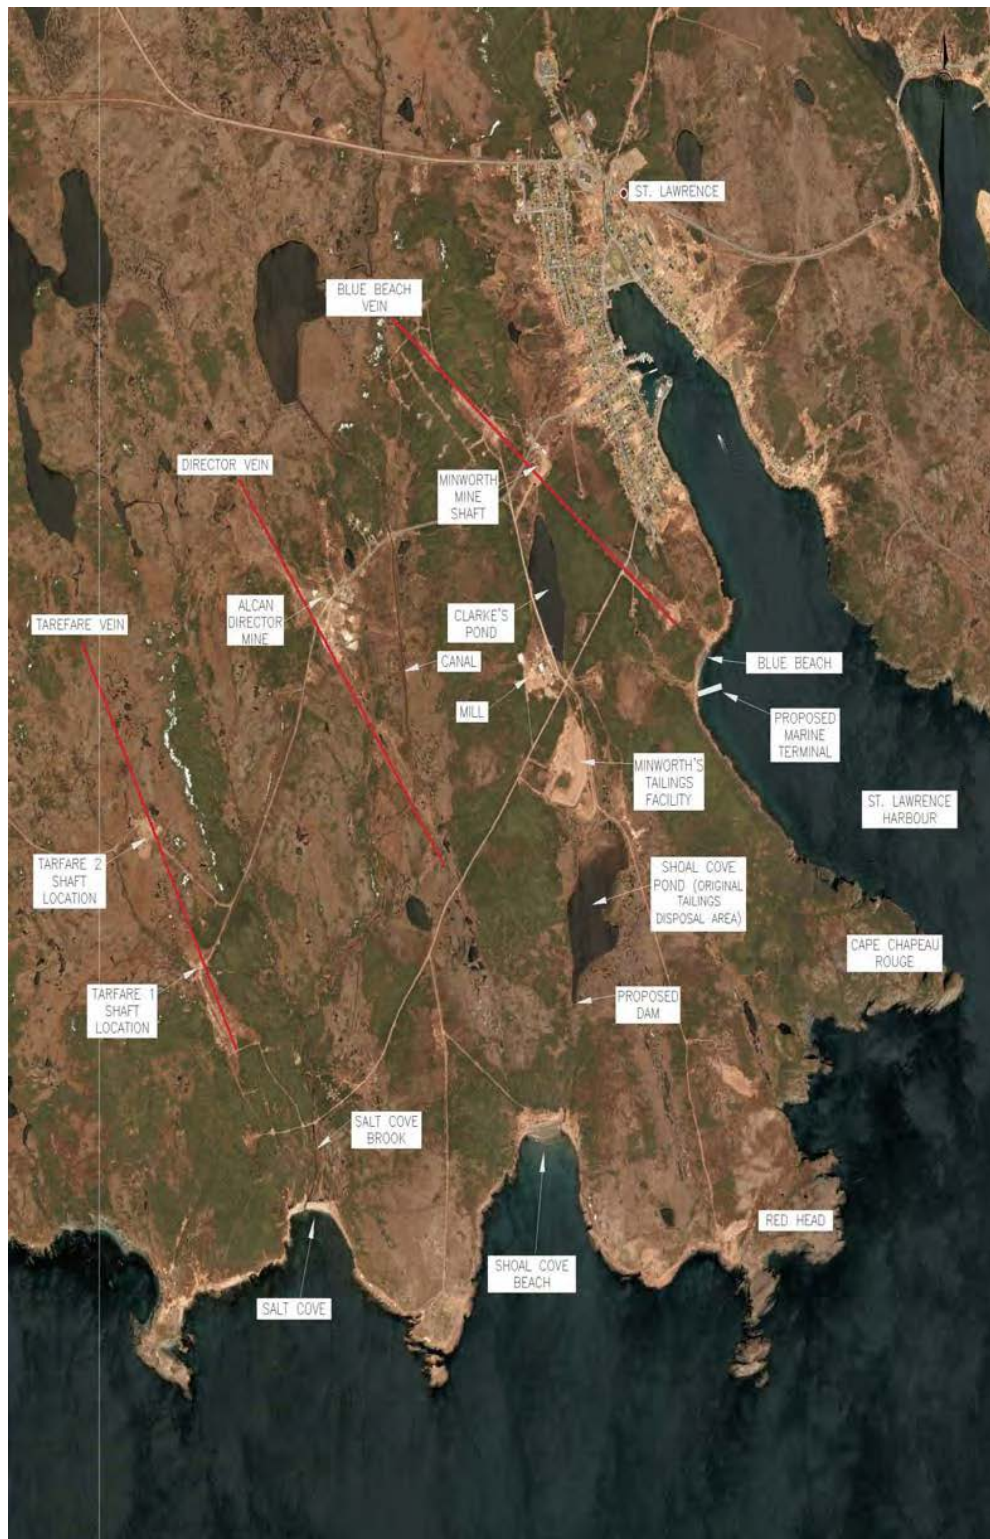 ST. LAWRENCE
BLUE BEACH
VEIN
DIRECTOR VEIN
MINWORTH
MINE
SHAFT
ALCAN
DIRECTOR
MINE
CLARKE'S
POND
TAREFARE VEIN
CANAL
BLUE BEACH
MILL
PROPOSED
MARINE
TERMINAL
MINWORTH'S
TAILINGS
FACILITY
ST. LAWRENCE
HARBOUR
TARFARE 2
SHAFT
LOCATION
SHOAL COVE
POND (ORIGINAL
TAILINGS
DISPOSAL AREA)
CAPE CHAPEAU
ROUGE
TARFARE 1
SHAFT
LOCATION
PROPOSED
DAM
SALT COVE
BROOK
RED HEAD
SHOAL COVE
BEACH
SALT COVE